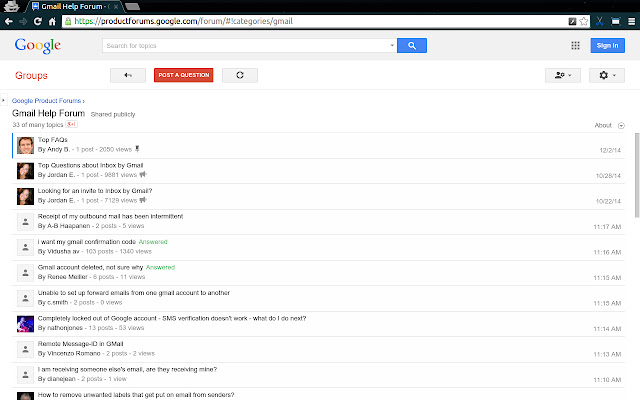 Gmail Help Forum -
https://productforums.google.com/forum/#!categories/gmail
Google
Search for topics
Sign in
Groups
POST A QUESTION
Google Product Forums ›
Gmail Help Forum Shared publicly
33 of many topics
About
Top FAQs
By Andy B. - 1 post - 2050 views
12/2/14
Top Questions about Inbox by Gmail
By Jordan E. - 1 post - 9881 views
10/28/14
Looking for an invite to Inbox by Gmail?
By Jordan E. - 1 post - 7129 views
10/22/14
Receipt of my outbound mail has been intermittent
By A-B Haapanen - 2 posts - 5 views
11:17 AM
i want my gmail confirmation code Answered
By Vidusha av - 103 posts - 1340 views
11:16 AM
Gmail account deleted, not sure why Answered
By Renee Meiller - 6 posts - 11 views
11:15 AM
Unable to set up forward emails from one gmail account to another
By c.smith - 2 posts - 0 views
11:15 AM
Completely locked out of Google account - SMS verification doesn't work - what do I do next?
By nathonjones - 13 posts - 53 views
11:14 AM
Remote Message-ID in GMail
By Vincenzo Romano - 2 posts - 2 views
11:13 AM
I am receiving someone else's email, are they receiving mine?
By dianejean - 2 posts - 1 view
11:10 AM
How to remove unwanted labels that get put on email from senders?